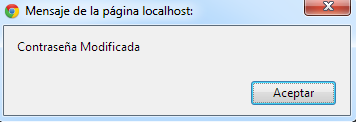 Mensaje de la página localhost:
Contraseña Modificada
Aceptar